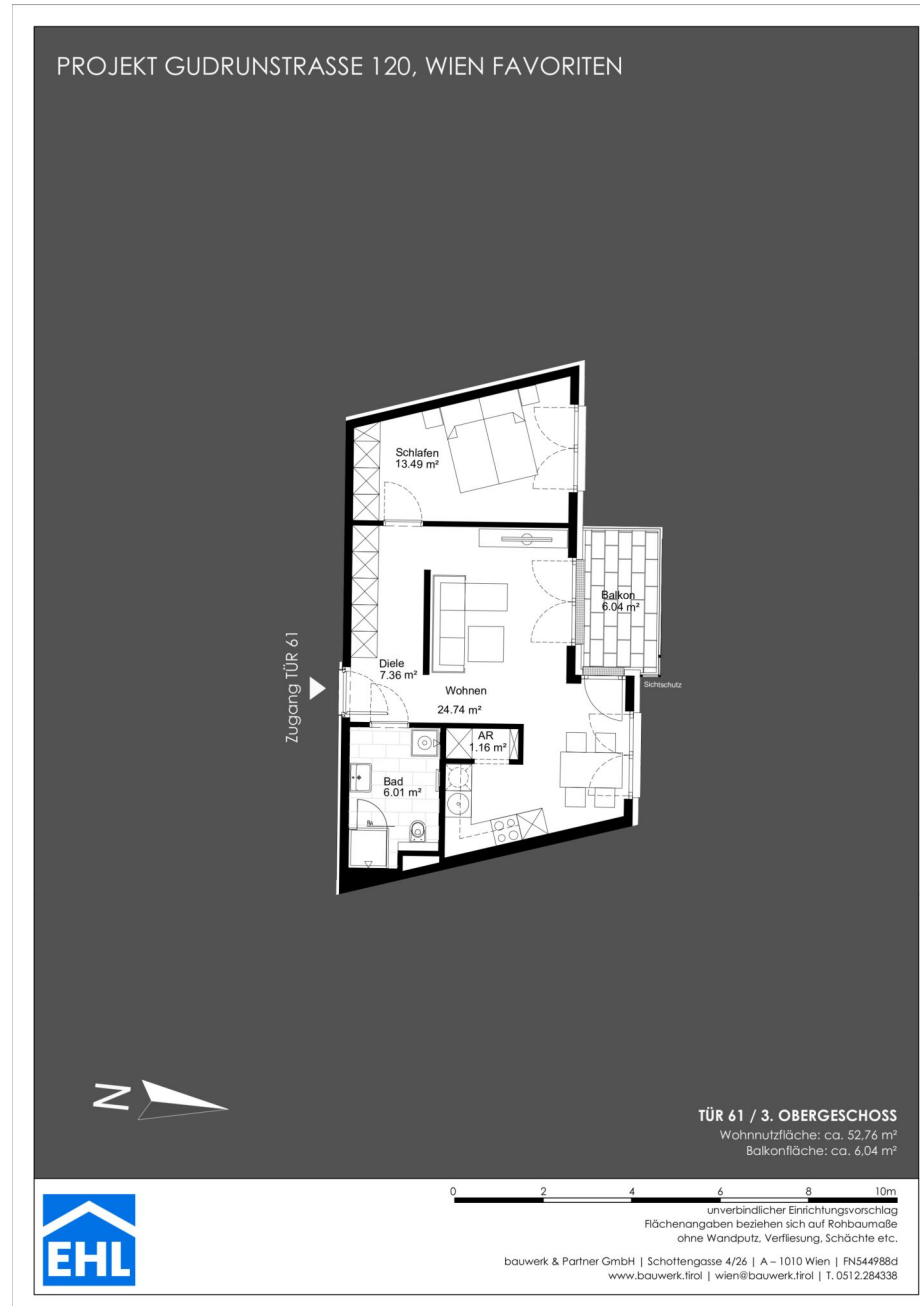 PROJEKT GUDRUNSTRASSE 120, WIEN FAVORITEN
Schlafen
13.49 m²
Balkon
6.04 m²
Zugang TÜR 61
Diele
7.36 m²
Sichtschutz
Wohnen
24.74 m²
AR
1.16 m²
Bad
6.01 m²
N
TÜR 61 / 3. OBERGESCHOSS
Wohnnutzfläche: ca. 52,76 m²
Balkonfläche: ca. 6,04 m²
0 2 4 6 8 10m
unverbindlicher Einrichtungsvorschlag
Flächenangaben beziehen sich auf Rohbaumaße
ohne Wandputz, Verfliesung, Schächte etc.
EHL
bauwerk & Partner GmbH | Schottengasse 4/26 | A – 1010 Wien | FN544988d
www.bauwerk.tirol | wien@bauwerk.tirol | T. 0512.284338